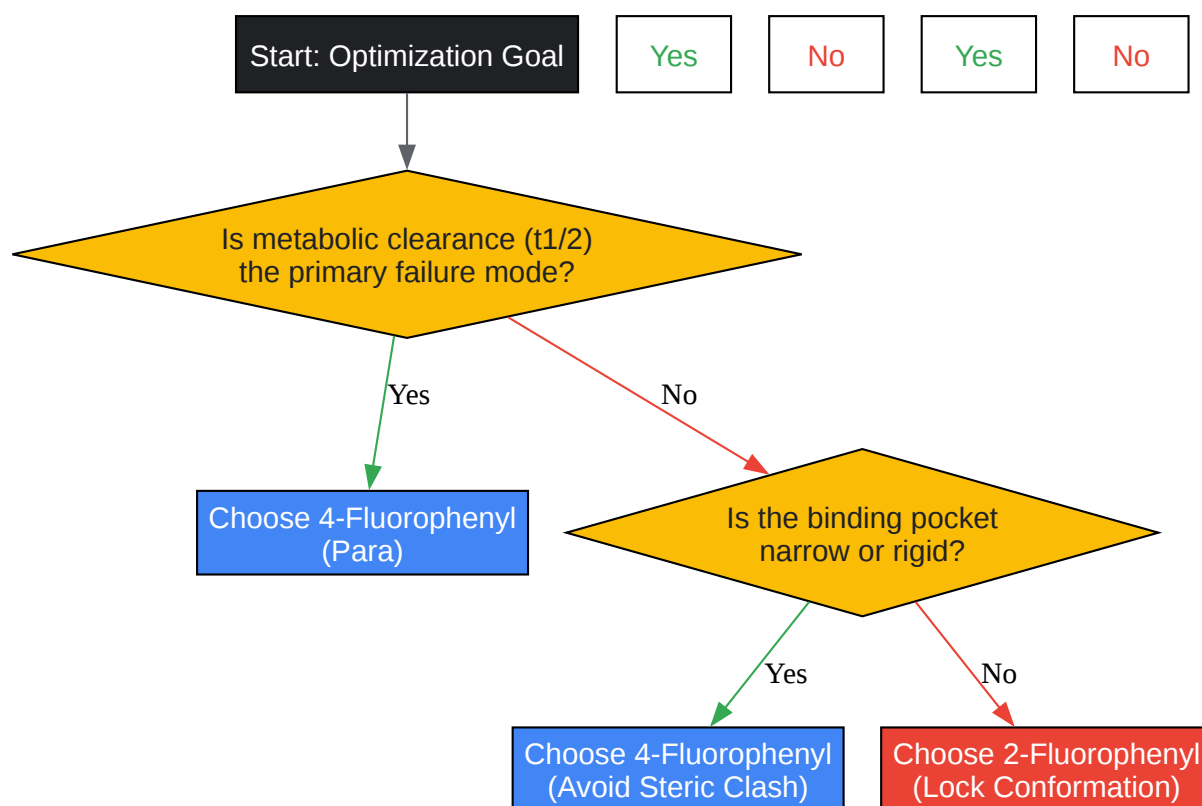 Start: Optimization Goal
Yes
No
Yes
No
Is metabolic clearance (t1/2)
the primary failure mode?
Yes
No
Choose 4-Fluorophenyl
(Para)
Is the binding pocket
narrow or rigid?
Yes
No
Choose 4-Fluorophenyl
(Avoid Steric Clash)
Choose 2-Fluorophenyl
(Lock Conformation)